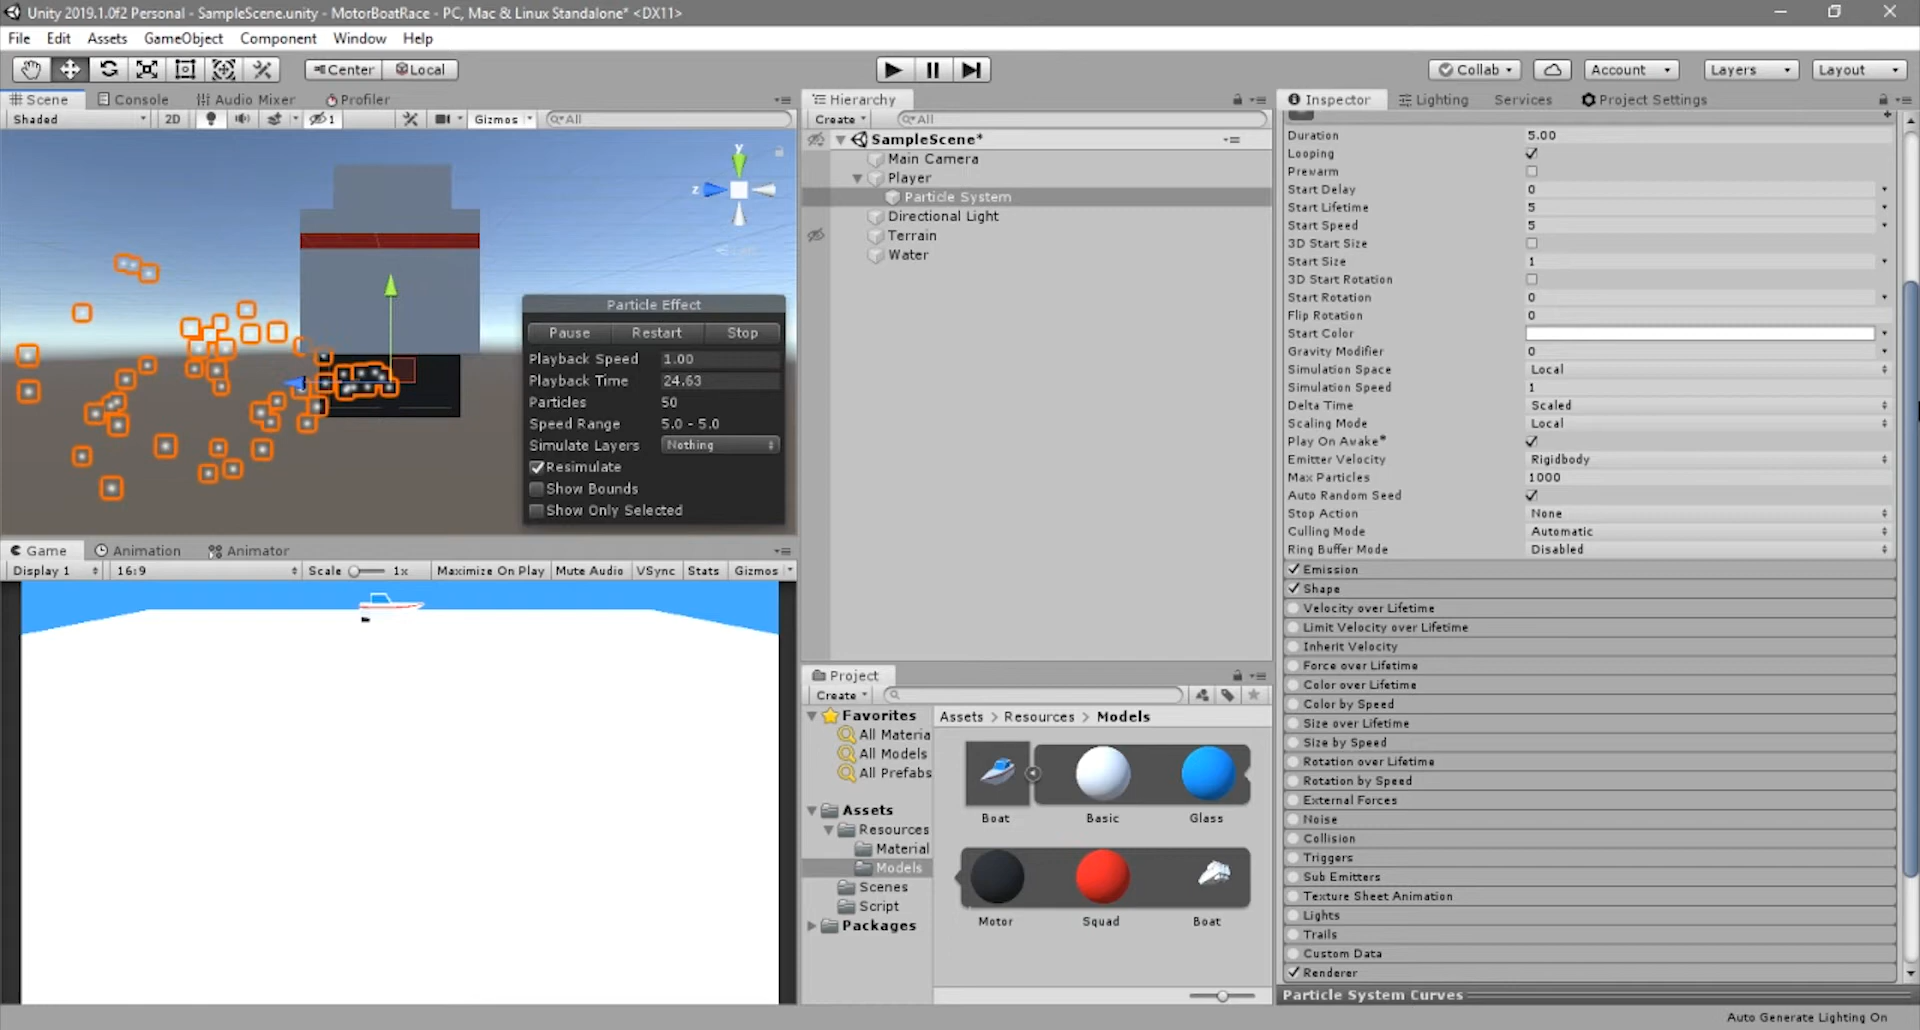 Unity 2019.1.0f2 Personal - SampleScene.unity - MotorBoatRace - PC, Mac & Linux Standalone* <DX11>
File Edit Assets GameObject Component Window Help
Center Local
Collab Account Layers Layout
Scene Console Audio Mixer Profiler
Shaded 2D 1 Gizmos All
y
z
Particle Effect
Pause Restart Stop
Playback Speed 1.00
Playback Time 24.63
Particles 50
Speed Range 5.0 - 5.0
Simulate Layers Nothing
Resimulate
Show Bounds
Show Only Selected
Game Animation Animator
Display 1 16:9 Scale 1x Maximize On Play Mute Audio VSync Stats Gizmos
Hierarchy
Create All
SampleScene*
Main Camera
Player
Particle System
Directional Light
Terrain
Water
Project
Create
Favorites
All Materia
All Models
All Prefabs
Assets
Resources
Material
Models
Scenes
Script
Packages
Assets > Resources > Models
Boat Basic Glass
Motor Squad Boat
Inspector Lighting Services Project Settings
Duration 5.00
Looping
Prewarm
Start Delay 0
Start Lifetime 5
Start Speed 5
3D Start Size
Start Size 1
3D Start Rotation
Start Rotation 0
Flip Rotation 0
Start Color
Gravity Modifier 0
Simulation Space Local
Simulation Speed 1
Delta Time Scaled
Scaling Mode Local
Play On Awake*
Emitter Velocity Rigidbody
Max Particles 1000
Auto Random Seed
Stop Action None
Culling Mode Automatic
Ring Buffer Mode Disabled
Emission
Shape
Velocity over Lifetime
Limit Velocity over Lifetime
Inherit Velocity
Force over Lifetime
Color over Lifetime
Color by Speed
Size over Lifetime
Size by Speed
Rotation over Lifetime
Rotation by Speed
External Forces
Noise
Collision
Triggers
Sub Emitters
Texture Sheet Animation
Lights
Trails
Custom Data
Renderer
Particle System Curves
Auto Generate Lighting On